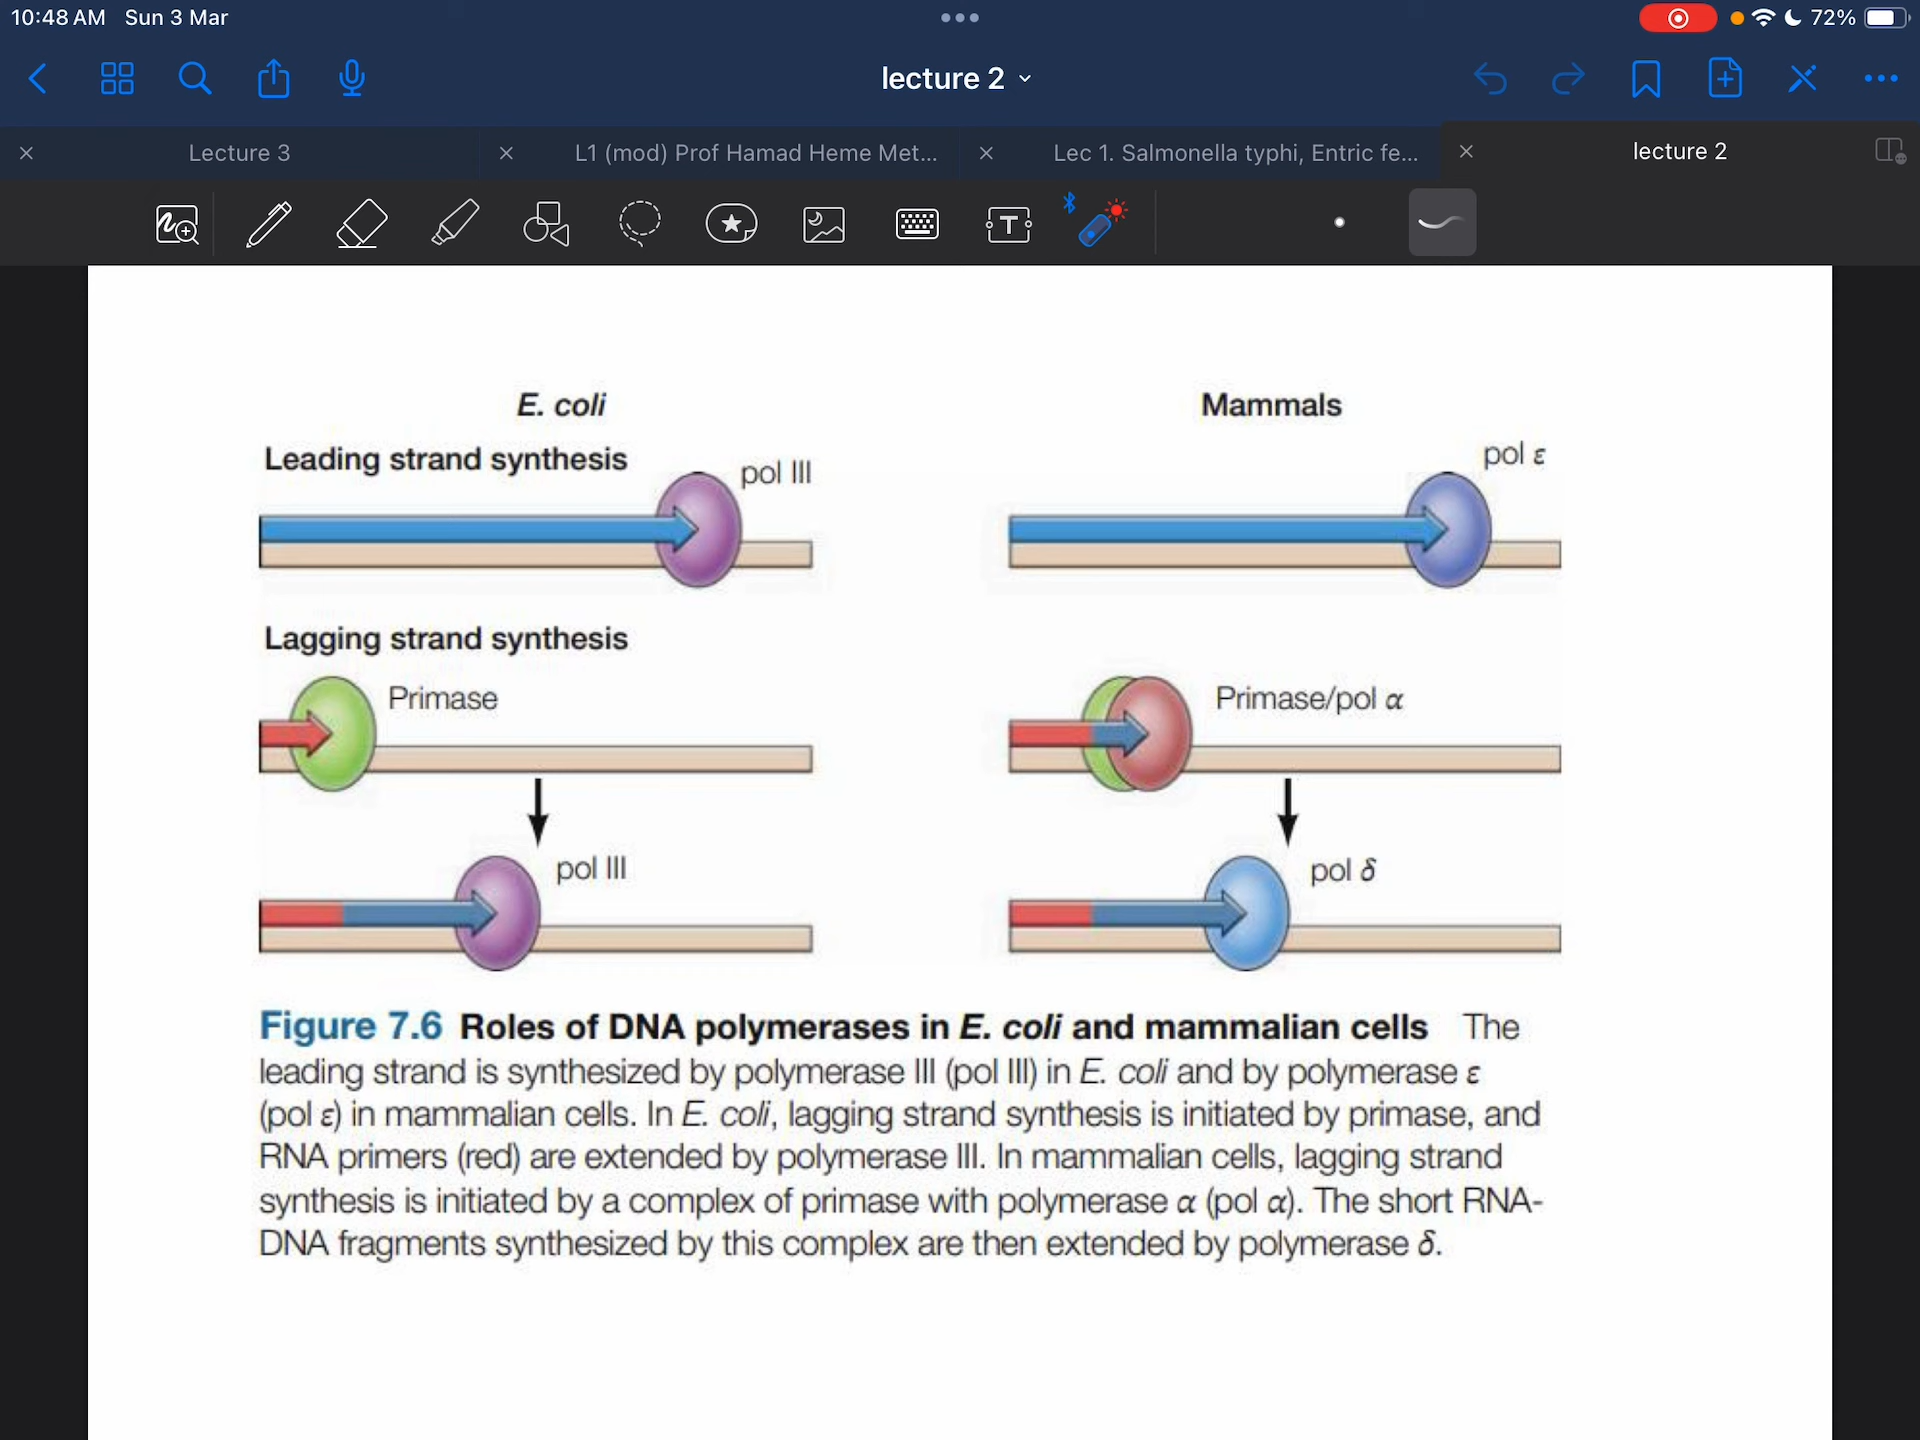 10:48 AM Sun 3 Mar
72%
lecture 2
Lecture 3
L1 (mod) Prof Hamad Heme Met...
Lec 1. Salmonella typhi, Entric fe...
lecture 2
T
E. coli
Mammals
Leading strand synthesis
pol III
pol ε
Lagging strand synthesis
Primase
Primase/pol α
pol III
pol δ
Figure 7.6 Roles of DNA polymerases in E. coli and mammalian cells The
leading strand is synthesized by polymerase III (pol III) in E. coli and by polymerase ε
(pol ε) in mammalian cells. In E. coli, lagging strand synthesis is initiated by primase, and
RNA primers (red) are extended by polymerase III. In mammalian cells, lagging strand
synthesis is initiated by a complex of primase with polymerase α (pol α). The short RNA-
DNA fragments synthesized by this complex are then extended by polymerase δ.